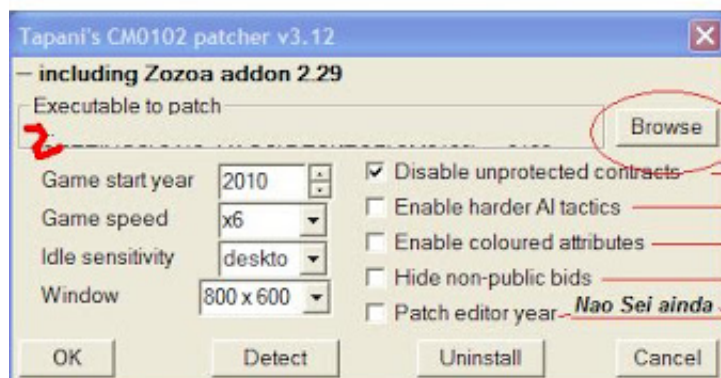 Tapani's CM0102 patcher v3.12
– including Zozoa addon 2.29
Executable to patch
Browse
Game start year 2010
Disable unprotected contracts
Game speed x6
Enable harder AI tactics
Idle sensitivity deskto
Enable coloured attributes
Window 800 x 600
Hide non-public bids
Patch editor year Nao Sei ainda
OK Detect Uninstall Cancel